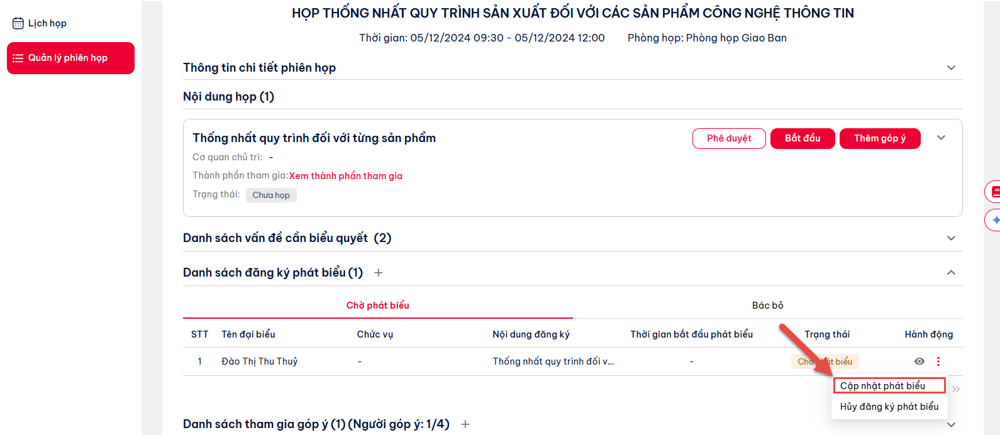 Lịch họp
Quản lý phiên họp
HỌP THỐNG NHẤT QUY TRÌNH SẢN XUẤT ĐỐI VỚI CÁC SẢN PHẨM CÔNG NGHỆ THÔNG TIN
Thời gian: 05/12/2024 09:30 - 05/12/2024 12:00 Phòng họp: Phòng họp Giao Ban
Thông tin chi tiết phiên họp
Nội dung họp (1)
Thống nhất quy trình đối với từng sản phẩm
Phê duyệt Bắt đầu Thêm góp ý
Cơ quan chủ trì: -
Thành phần tham gia: Xem thành phần tham gia
Trạng thái: Chưa họp
Danh sách vấn đề cần biểu quyết (2)
Danh sách đăng ký phát biểu (1) +
Chờ phát biểu Bác bỏ
STT Tên đại biểu Chức vụ Nội dung đăng ký Thời gian bắt đầu phát biểu Trạng thái Hành động
1 Đào Thị Thu Thuỷ - Thống nhất quy trình đối v... - Chờ phát biểu
Cập nhật phát biểu
Hủy đăng ký phát biểu
Danh sách tham gia góp ý (1) (Người góp ý: 1/4) +